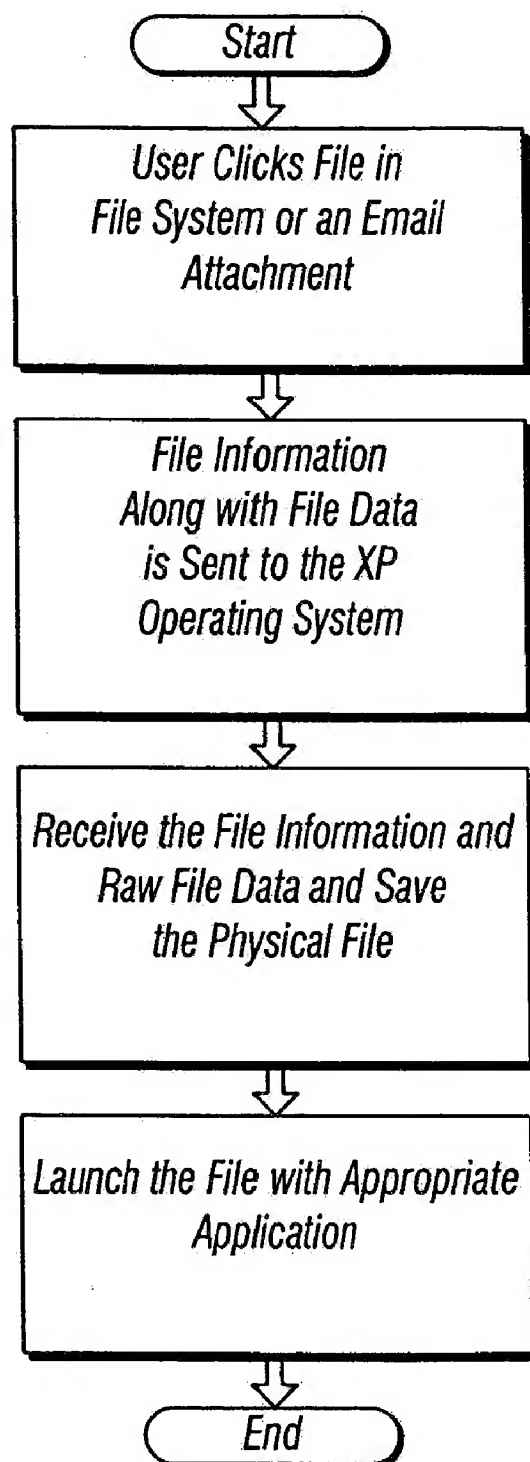 Start
User Clicks File in
File System or an Email
Attachment
File Information
Along with File Data
is Sent to the XP
Operating System
Receive the File Information and
Raw File Data and Save
the Physical File
Launch the File with Appropriate
Application
End